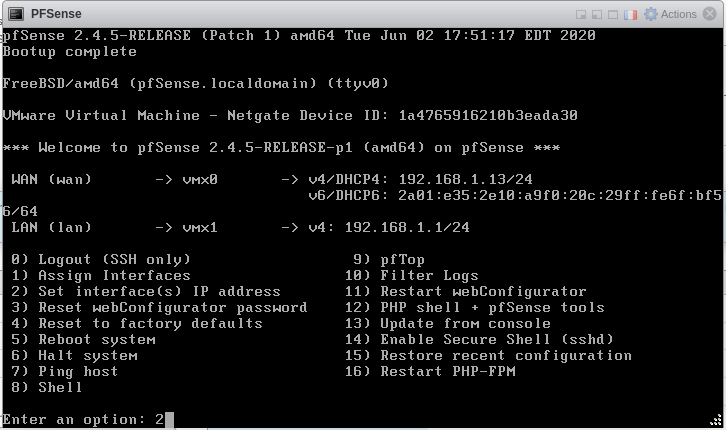 PFSense
Actions
pfSense 2.4.5-RELEASE (Patch 1) amd64 Tue Jun 02 17:51:17 EDT 2020
Bootup complete
FreeBSD/amd64 (pfSense.localdomain) (ttyv0)
VMware Virtual Machine - Netgate Device ID: 1a4765916210b3eada30
*** Welcome to pfSense 2.4.5-RELEASE-p1 (amd64) on pfSense ***
WAN (wan) -> vmx0 -> v4/DHCP4: 192.168.1.13/24
v6/DHCP6: 2a01:e35:2e10:a9f0:20c:29ff:fe6f:bf5
6/64
LAN (lan) -> vmx1 -> v4: 192.168.1.1/24
0) Logout (SSH only) 9) pfTop
1) Assign Interfaces 10) Filter Logs
2) Set interface(s) IP address 11) Restart webConfigurator
3) Reset webConfigurator password 12) PHP shell + pfSense tools
4) Reset to factory defaults 13) Update from console
5) Reboot system 14) Enable Secure Shell (sshd)
6) Halt system 15) Restore recent configuration
7) Ping host 16) Restart PHP-FPM
8) Shell
Enter an option: 2